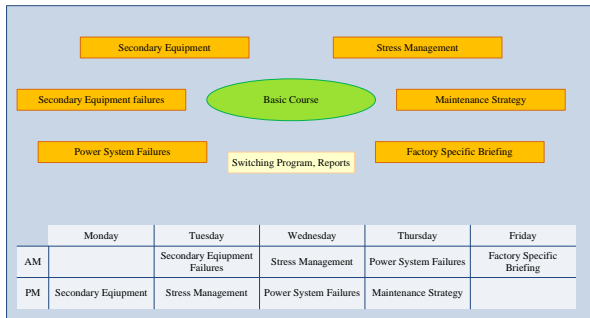 Secondary Equipment
Stress Management
Secondary Equipment failures
Basic Course
Maintenance Strategy
Power System Failures
Switching Program, Reports
Factory Specific Briefing
Monday Tuesday Wednesday Thursday Friday
AM Secondary Eqiupment Failures Stress Management Power System Failures Factory Specific Briefing
PM Secondary Eqiupment Stress Management Power System Failures Maintenance Strategy